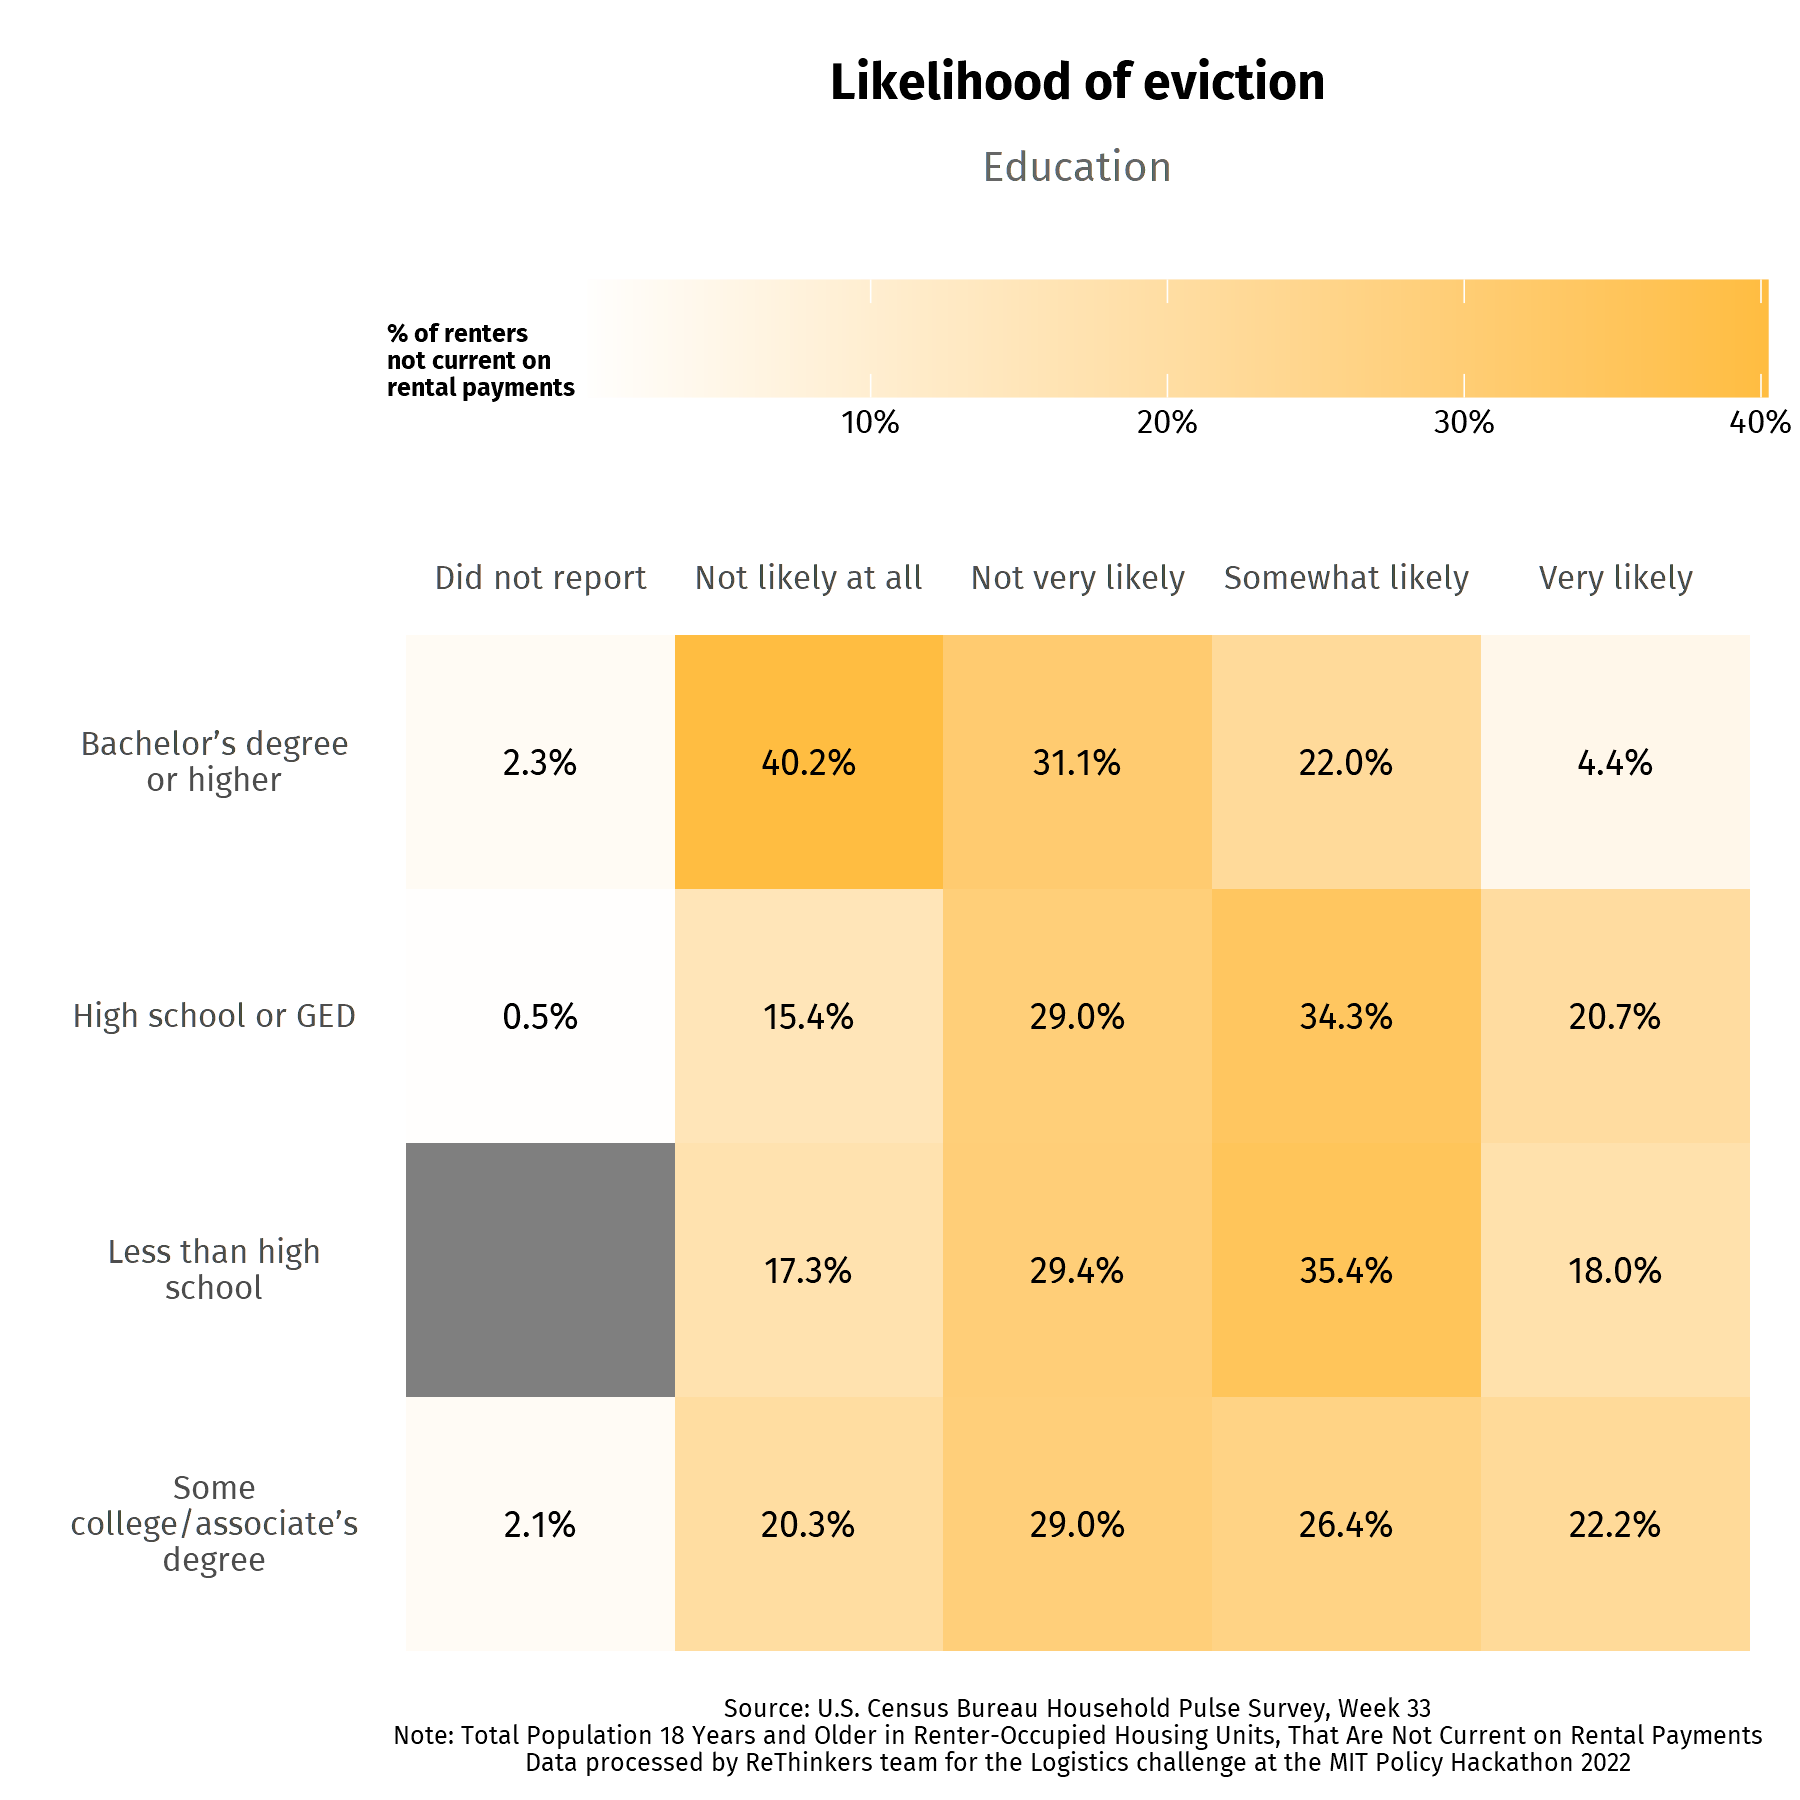 Likelihood of eviction
Education
% of renters
not current on
rental payments
10% 20% 30% 40%
Did not report Not likely at all Not very likely Somewhat likely Very likely
Bachelor’s degree
or higher
2.3% 40.2% 31.1% 22.0% 4.4%
High school or GED 0.5% 15.4% 29.0% 34.3% 20.7%
Less than high
school
17.3% 29.4% 35.4% 18.0%
Some
college/associate’s
degree
2.1% 20.3% 29.0% 26.4% 22.2%
Source: U.S. Census Bureau Household Pulse Survey, Week 33
Note: Total Population 18 Years and Older in Renter-Occupied Housing Units, That Are Not Current on Rental Payments
Data processed by ReThinkers team for the Logistics challenge at the MIT Policy Hackathon 2022